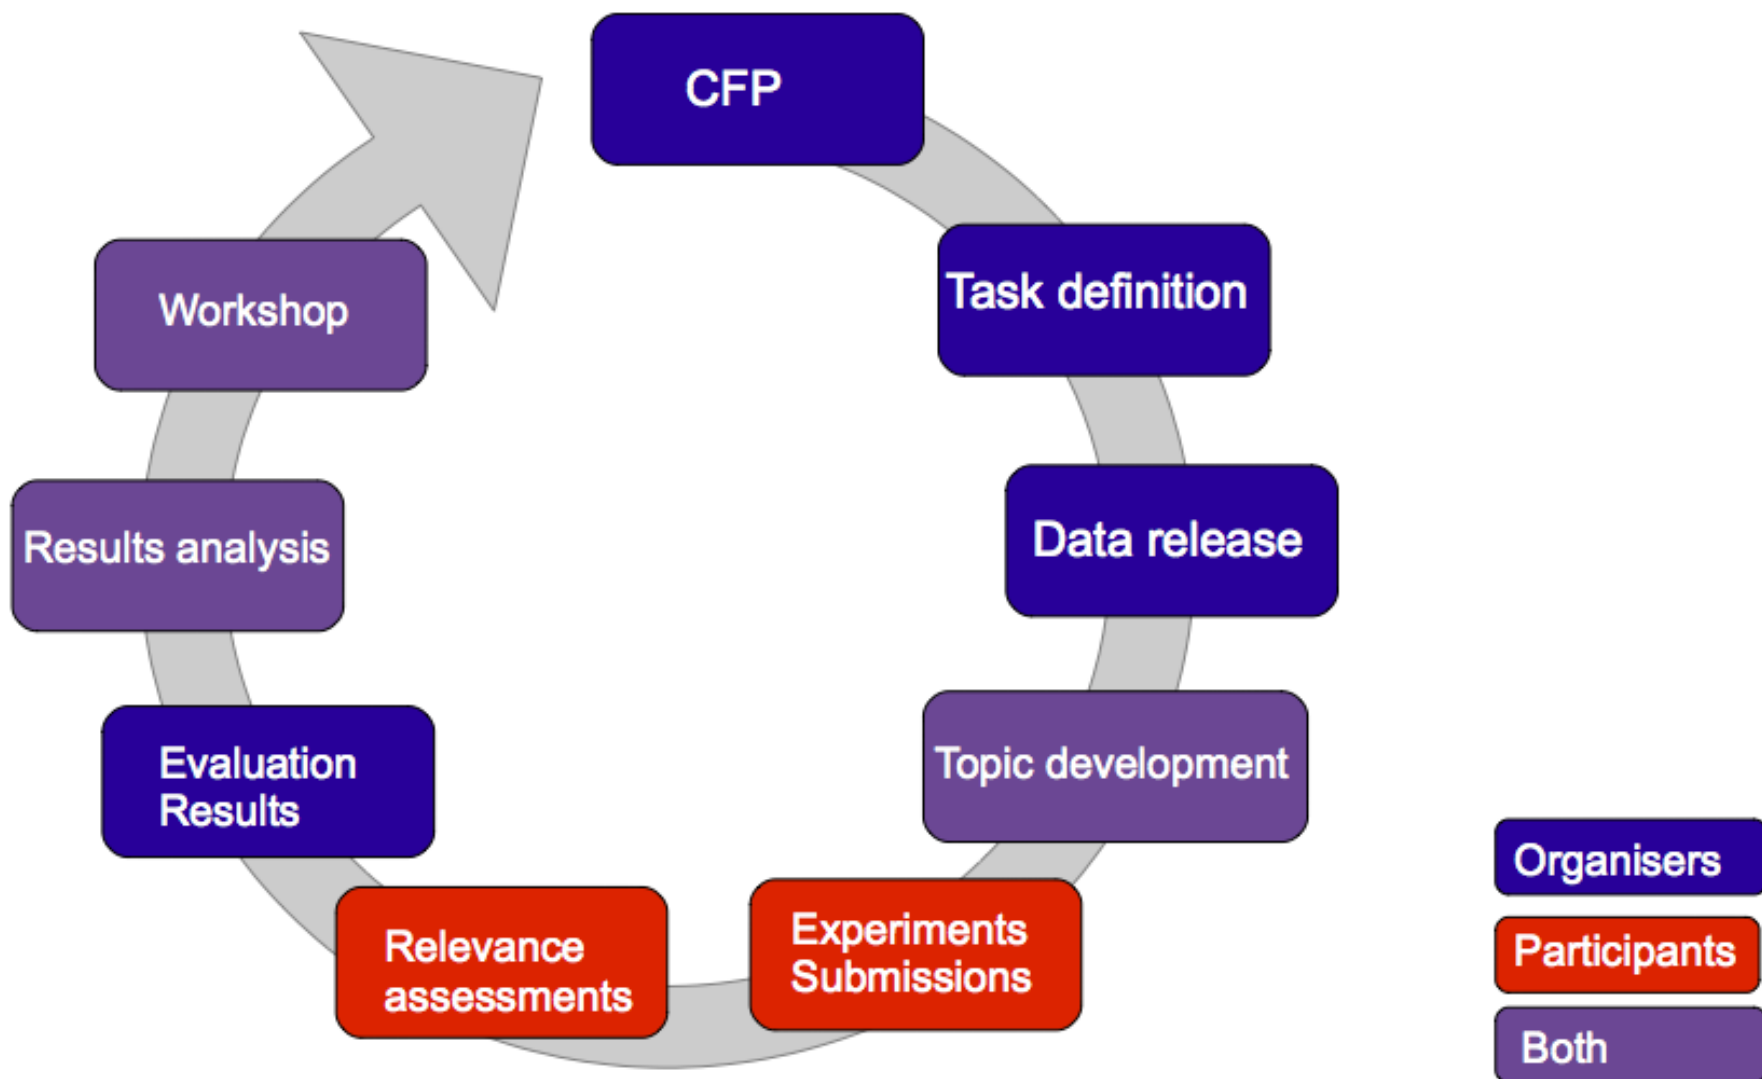 CFP
Task definition
Data release
Topic development
Experiments
Submissions
Relevance
assessments
Evaluation
Results
Results analysis
Workshop
Organisers
Participants
Both